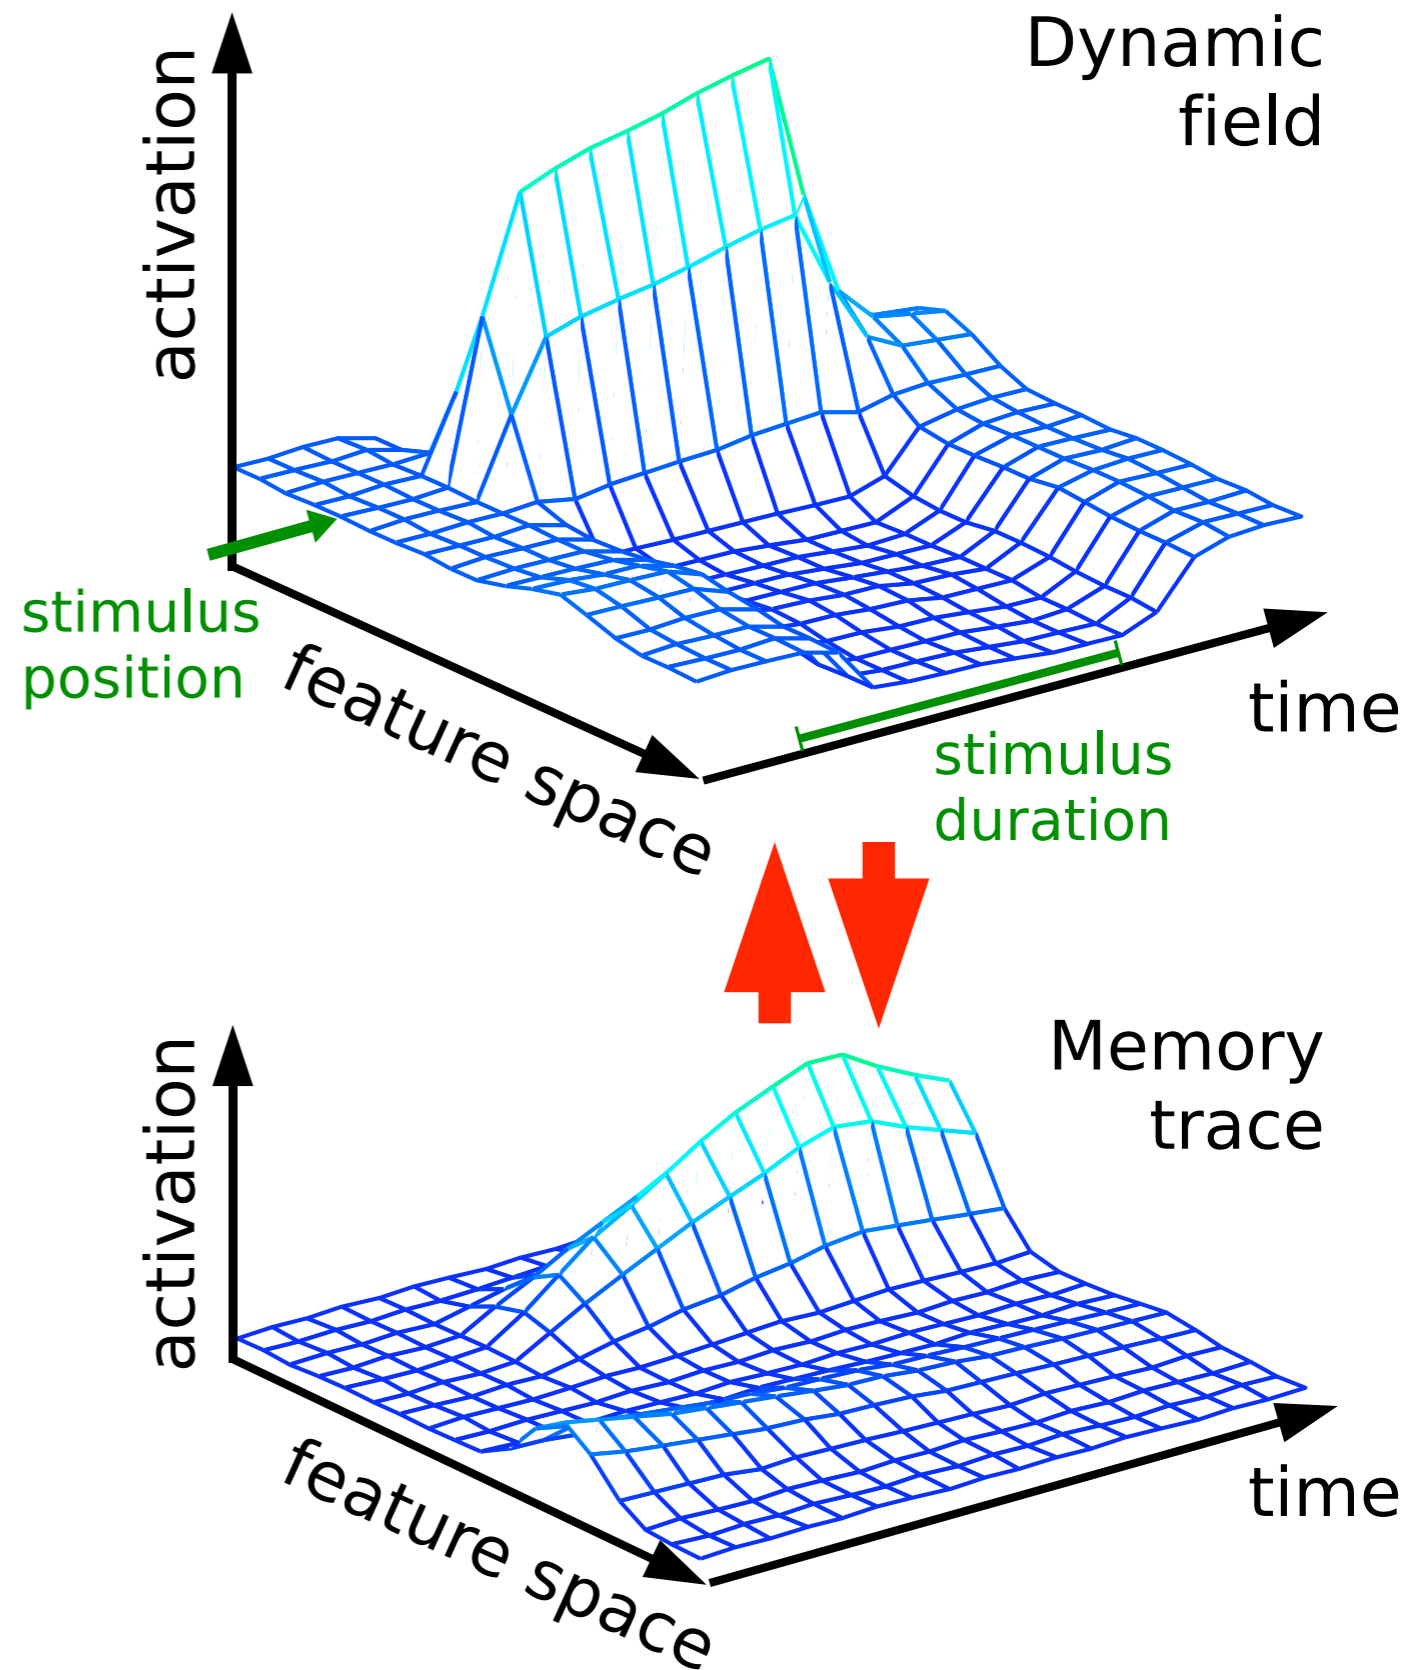 Dynamic
field
activation
stimulus
position
feature space
time
stimulus
duration
Memory
trace
activation
feature space
time